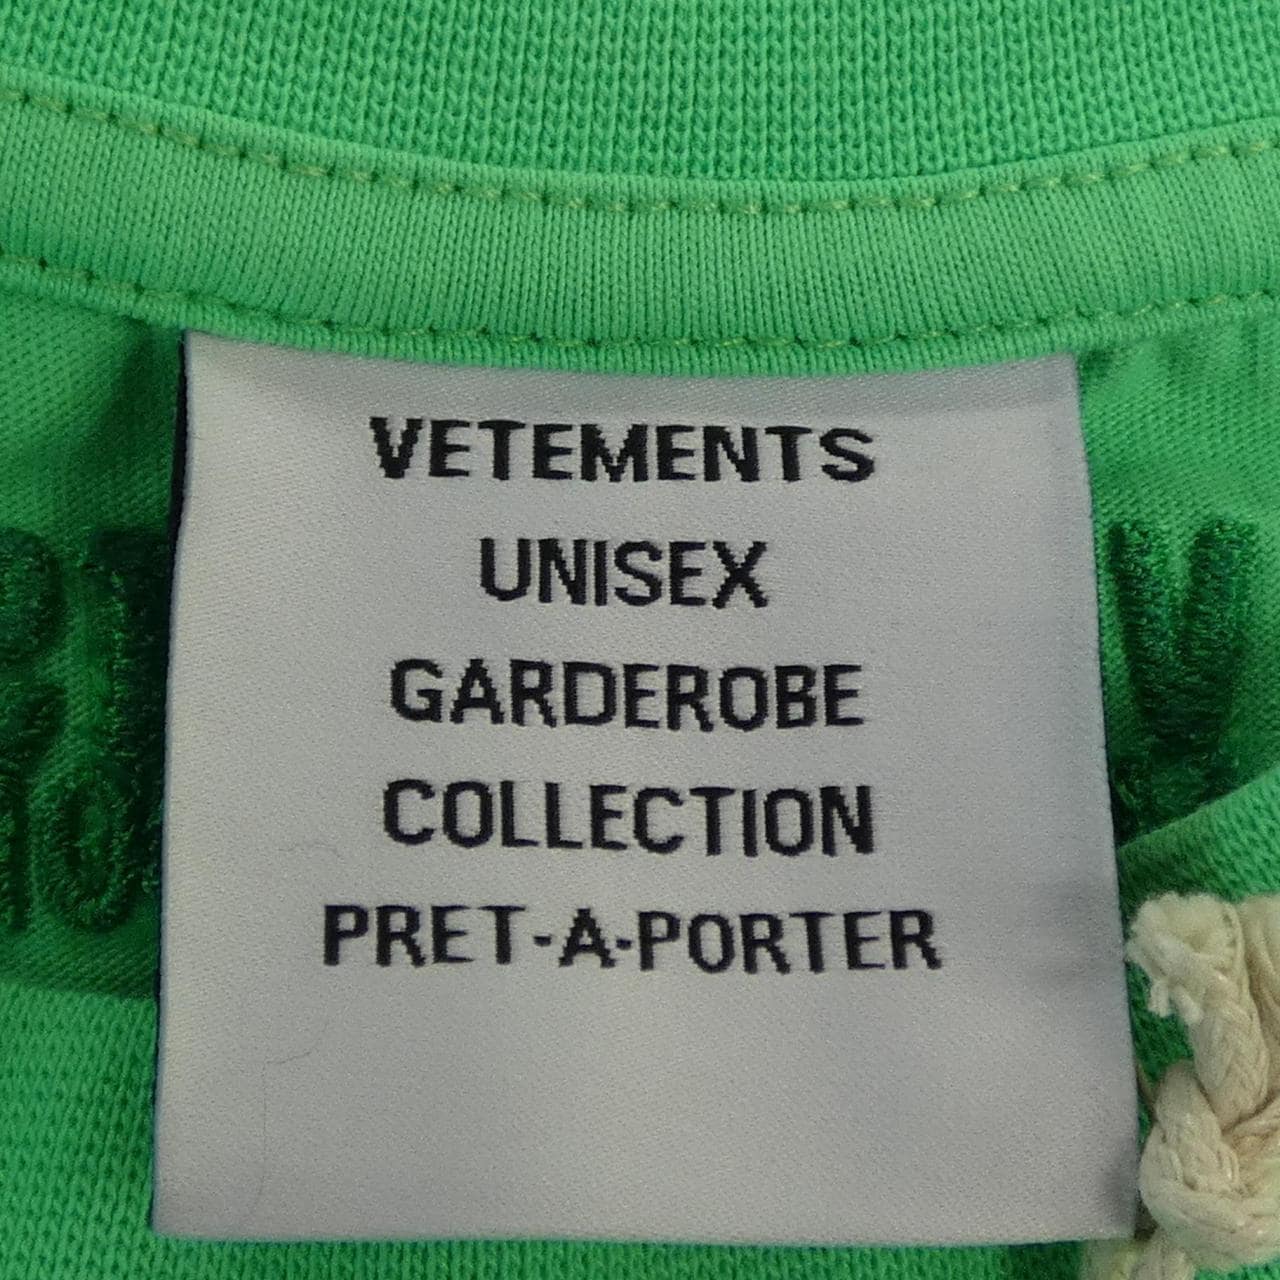 VETEMENTS
UNISEX
GARDEROBE
COLLECTION
PRET-A-PORTER